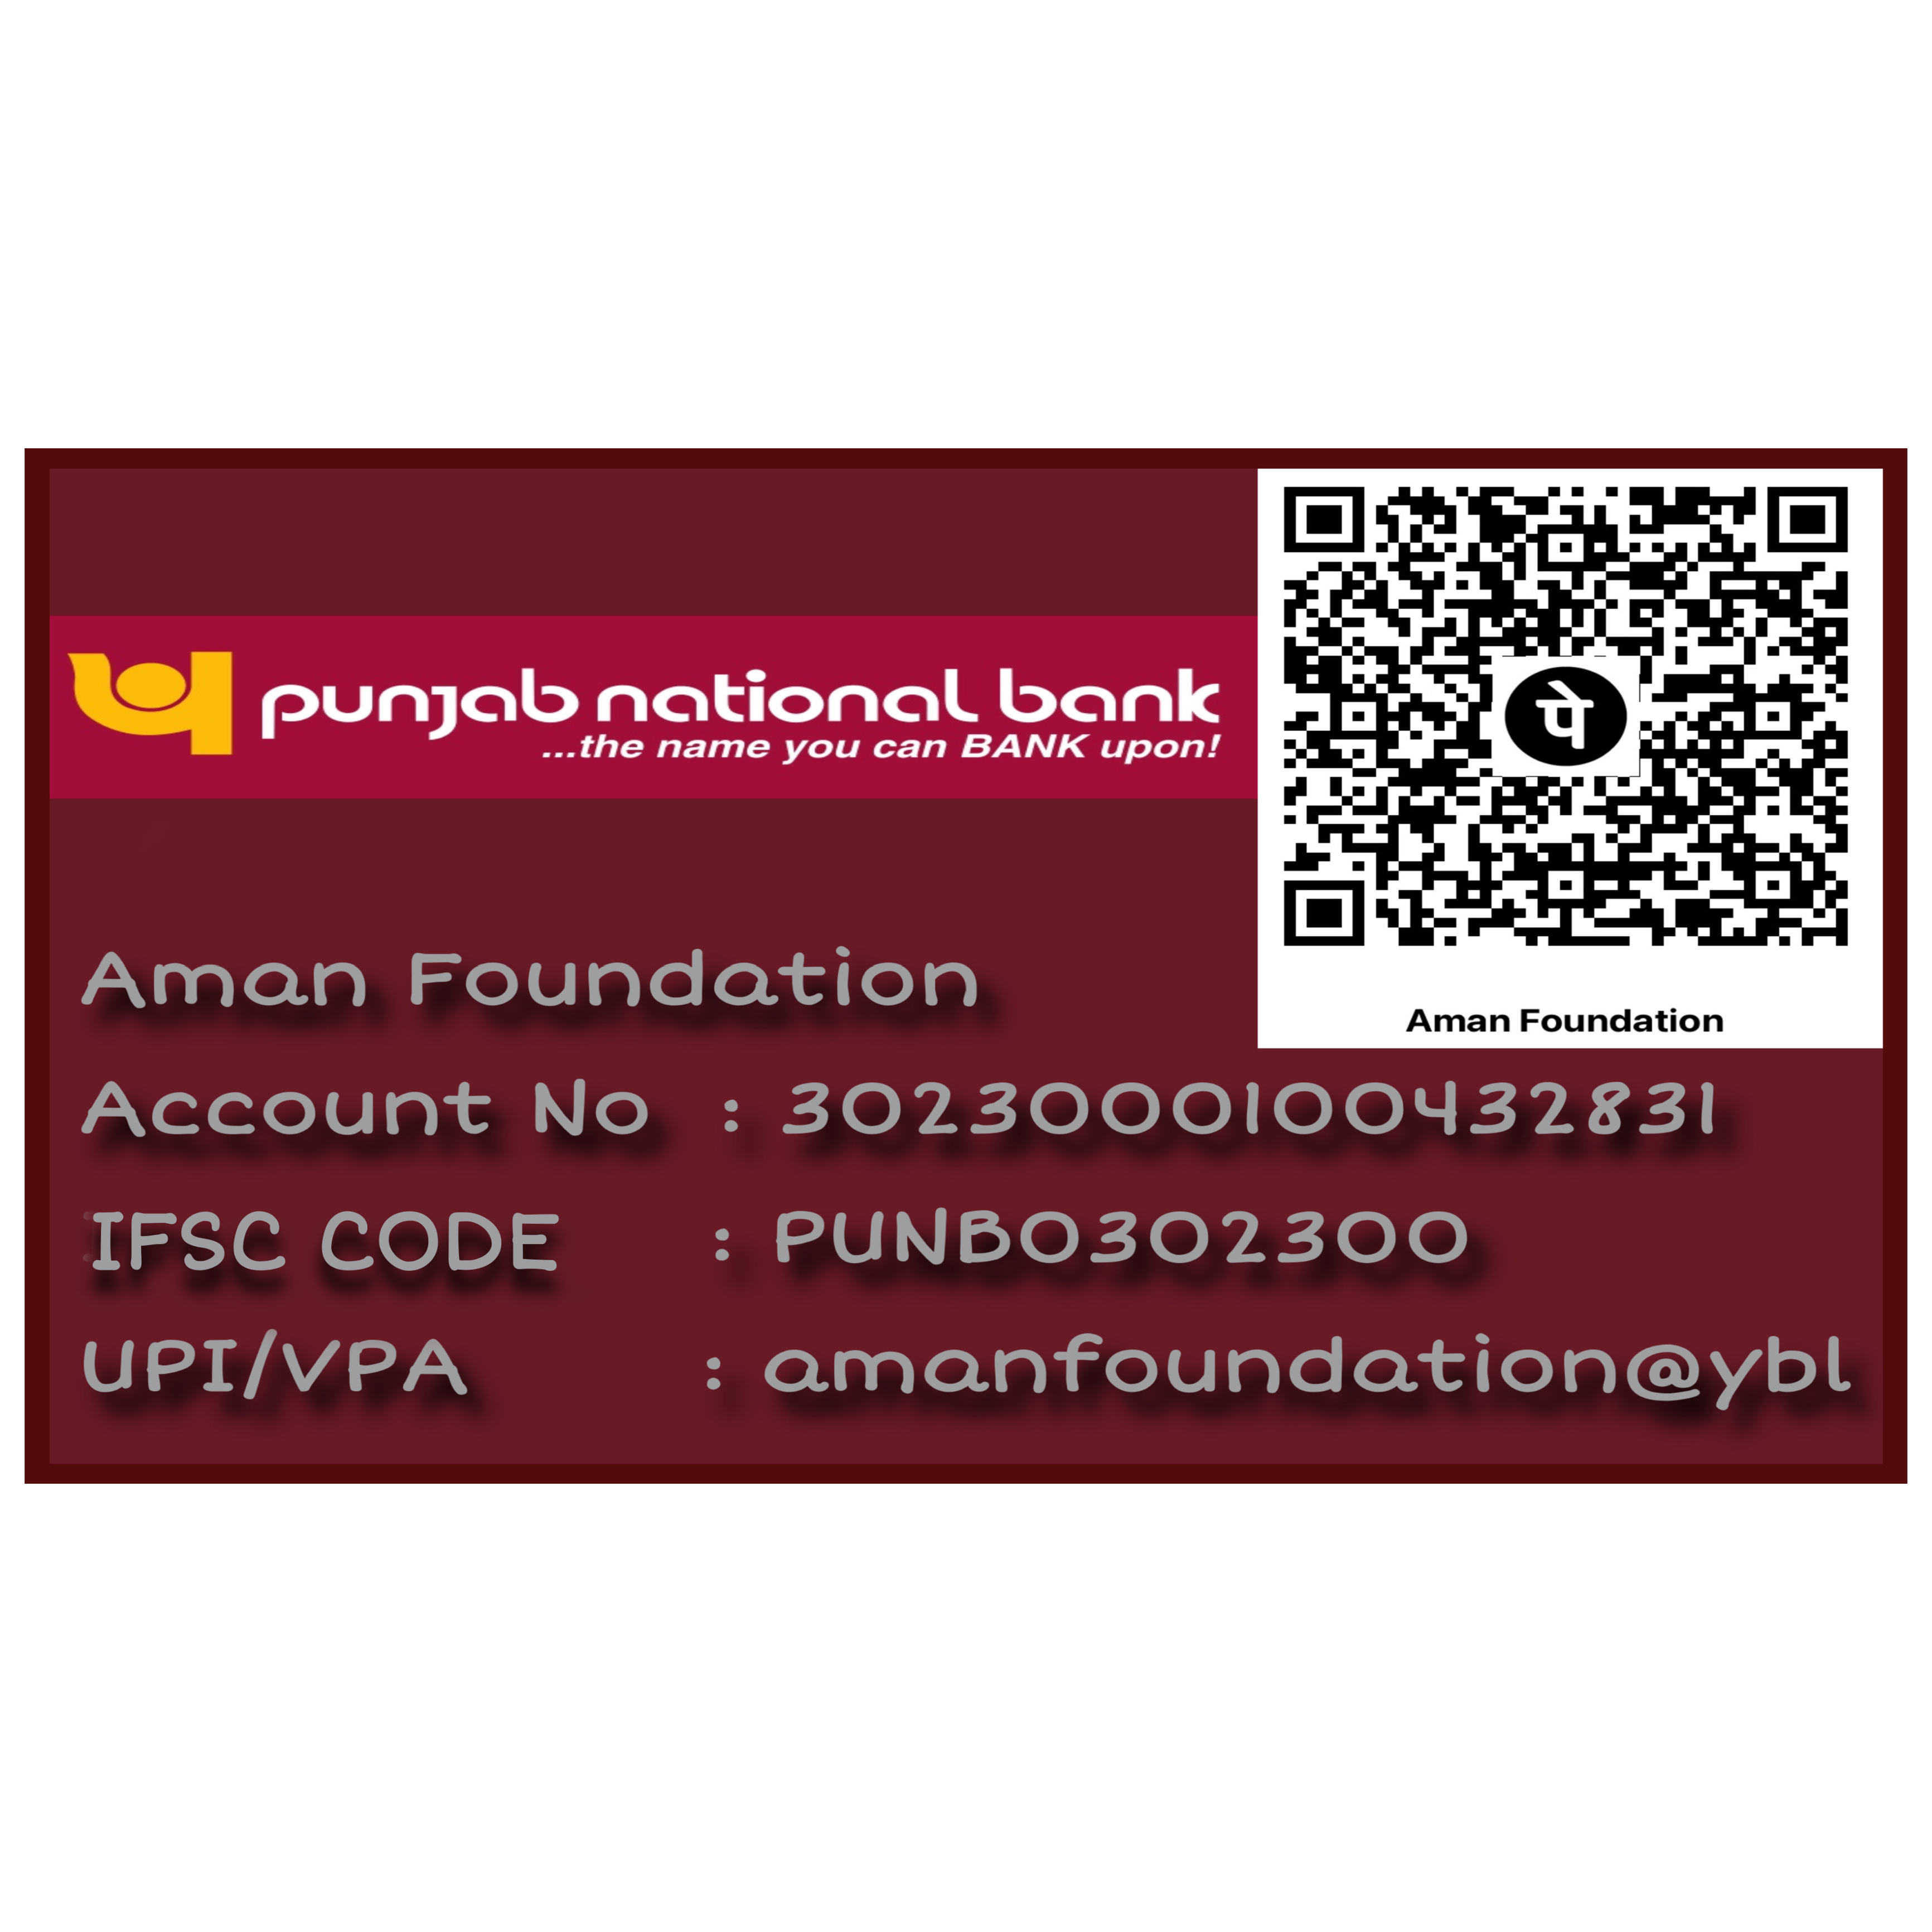 punjab national bank
...the name you can BANK upon!
पे
Aman Foundation
Aman Foundation
Account No : 3023000100432831
IFSC CODE : PUNB0302300
UPI/VPA : amanfoundation@ybl